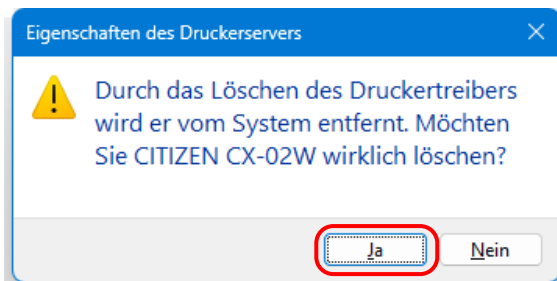 Eigenschaften des Druckerservers
Durch das Löschen des Druckertreibers
wird er vom System entfernt. Möchten
Sie CITIZEN CX-02W wirklich löschen?
Ja
Nein